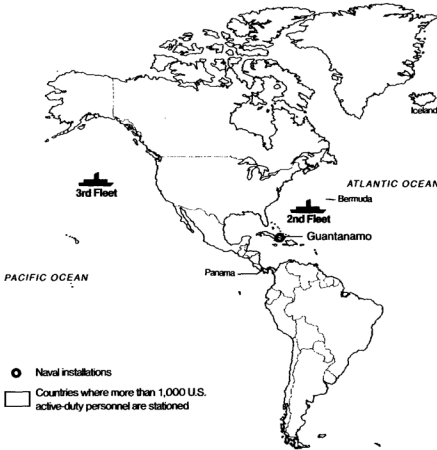 Iceland
3rd Fleet
ATLANTIC OCEAN
Bermuda
2nd Fleet
Guantanamo
Panama
PACIFIC OCEAN
Naval installations
Countries where more than 1,000 U.S.
active-duty personnel are stationed